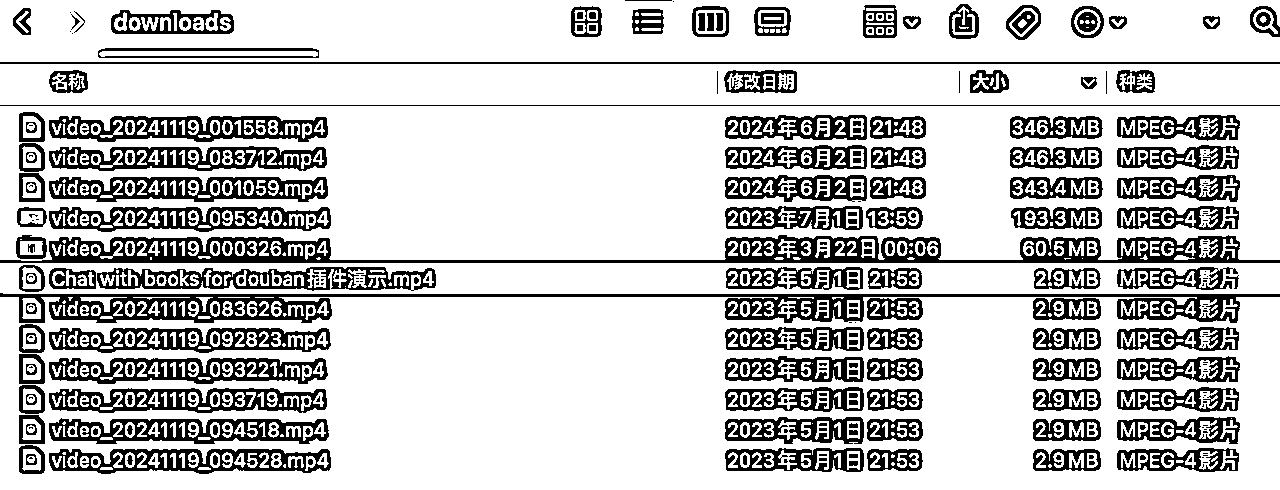 downloads
名称 修改日期 大小 种类
video_20241119_001558.mp4 2024年6月2日 21:48 346.3 MB MPEG-4影片
video_20241119_083712.mp4 2024年6月2日 21:48 346.3 MB MPEG-4影片
video_20241119_001059.mp4 2024年6月2日 21:48 343.4 MB MPEG-4影片
video_20241119_095340.mp4 2023年7月1日 13:59 193.3 MB MPEG-4影片
video_20241119_000326.mp4 2023年3月22日 00:06 60.5 MB MPEG-4影片
Chat with books for douban插件演示.mp4 2023年5月1日 21:53 2.9 MB MPEG-4影片
video_20241119_083626.mp4 2023年5月1日 21:53 2.9 MB MPEG-4影片
video_20241119_092823.mp4 2023年5月1日 21:53 2.9 MB MPEG-4影片
video_20241119_093221.mp4 2023年5月1日 21:53 2.9 MB MPEG-4影片
video_20241119_093719.mp4 2023年5月1日 21:53 2.9 MB MPEG-4影片
video_20241119_094518.mp4 2023年5月1日 21:53 2.9 MB MPEG-4影片
video_20241119_094528.mp4 2023年5月1日 21:53 2.9 MB MPEG-4影片